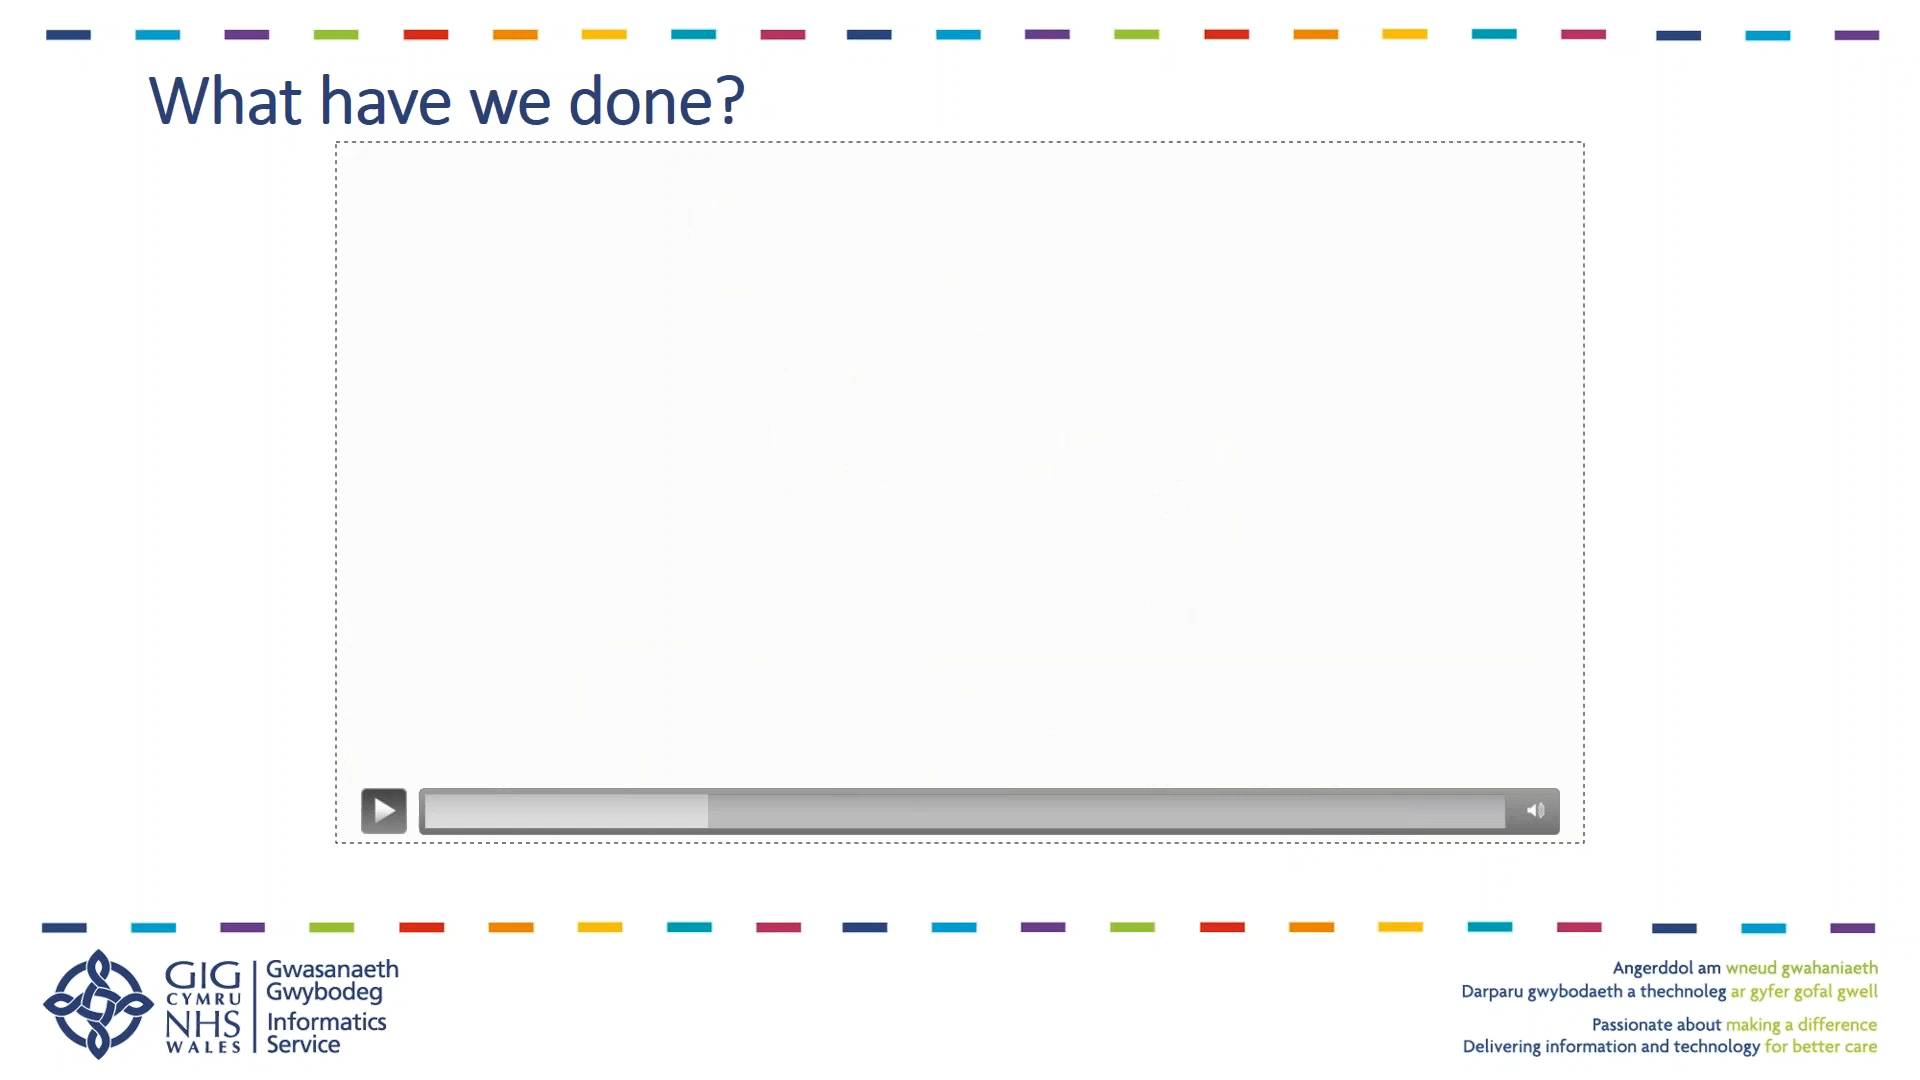 What have we done?
GIG
CYMRU
NHS
WALES
Gwasanaeth
Gwybodeg
Informatics
Service
Angerddol am wneud gwahaniaeth
Darparu gwybodaeth a thechnoleg ar gyfer gofal gwell
Passionate about making a difference
Delivering information and technology for better care